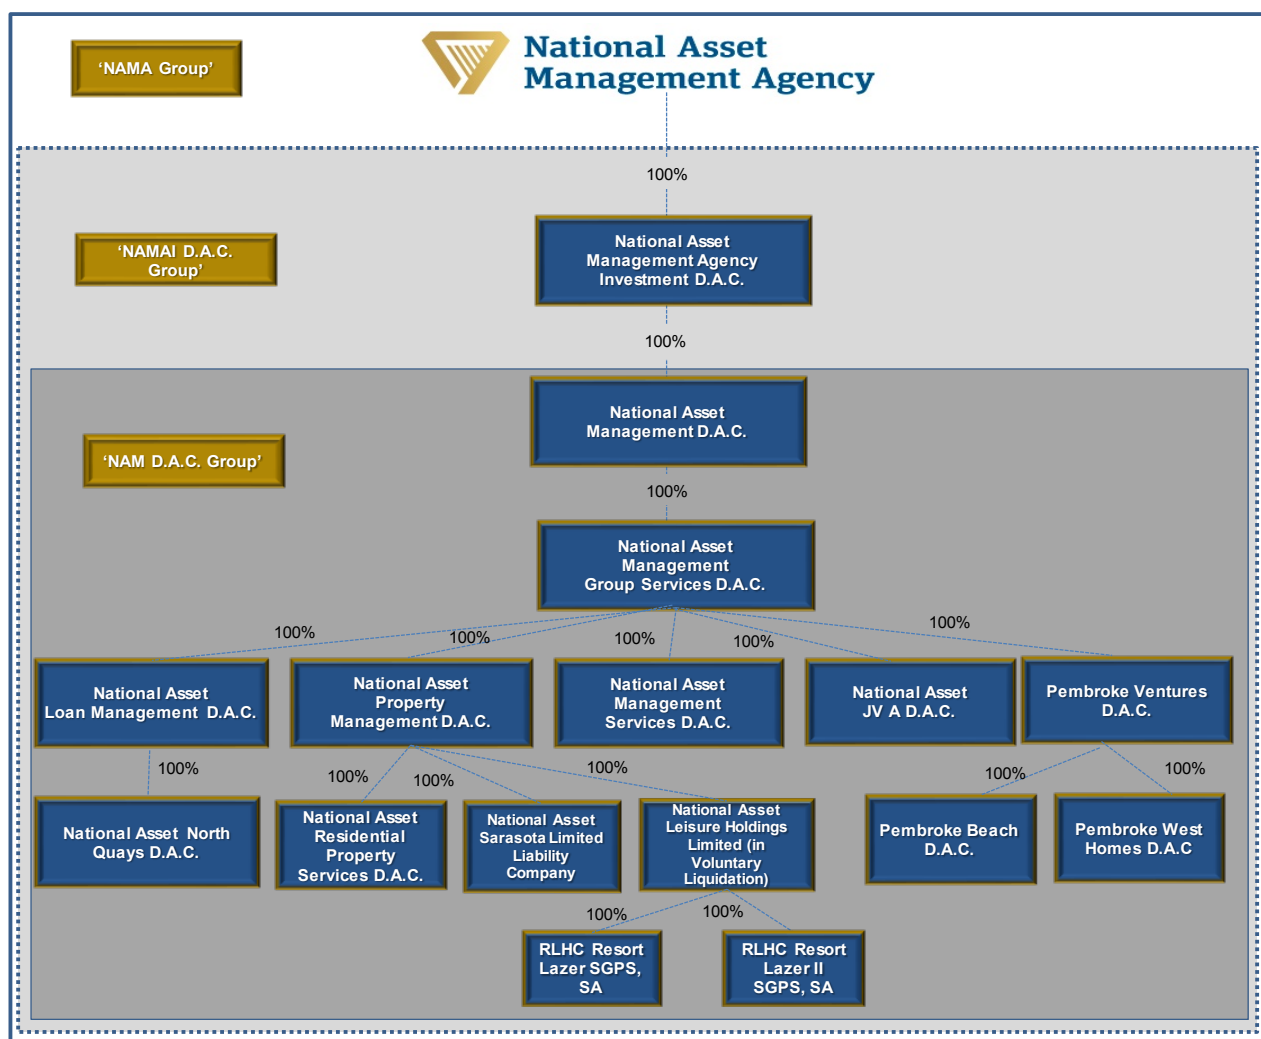 ‘NAMA Group’
National Asset
Management Agency
100%
‘NAMAI D.A.C.
Group’
National Asset
Management Agency
Investment D.A.C.
100%
National Asset
Management D.A.C.
‘NAM D.A.C. Group’
100%
National Asset
Management
Group Services D.A.C.
100%
100%
100%
100%
100%
National Asset
Loan Management D.A.C.
National Asset
Property
Management D.A.C.
National Asset
Management
Services D.A.C.
National Asset
JV A D.A.C.
Pembroke Ventures
D.A.C.
100%
100%
100%
100%
100%
100%
National Asset North
Quays D.A.C.
National Asset
Residential
Property
Services D.A.C.
National Asset
Sarasota Limited
Liability
Company
National Asset
Leisure Holdings
Limited (in
Voluntary
Liquidation)
Pembroke Beach
D.A.C.
Pembroke West
Homes D.A.C
100%
100%
RLHC Resort
Lazer SGPS,
SA
RLHC Resort
Lazer II
SGPS, SA